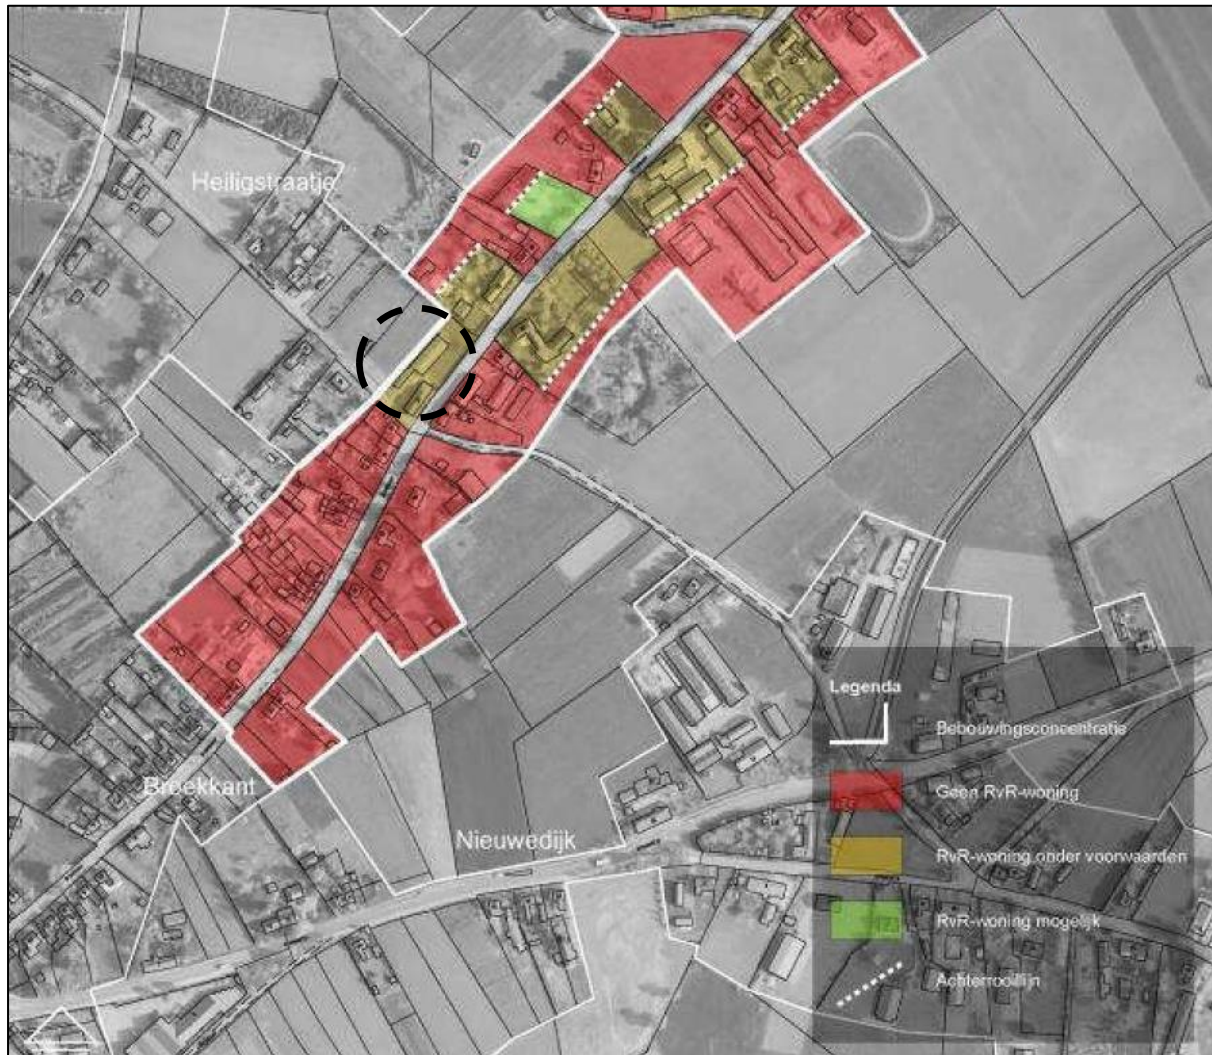 Heiligstraatje
Broekkant
Nieuwedijk
Legenda
Bebouwingsconcentratie
Geen RvR-woning
RvR-woning onder voorwaarden
RvR-woning mogelijk
Achterrooilijn